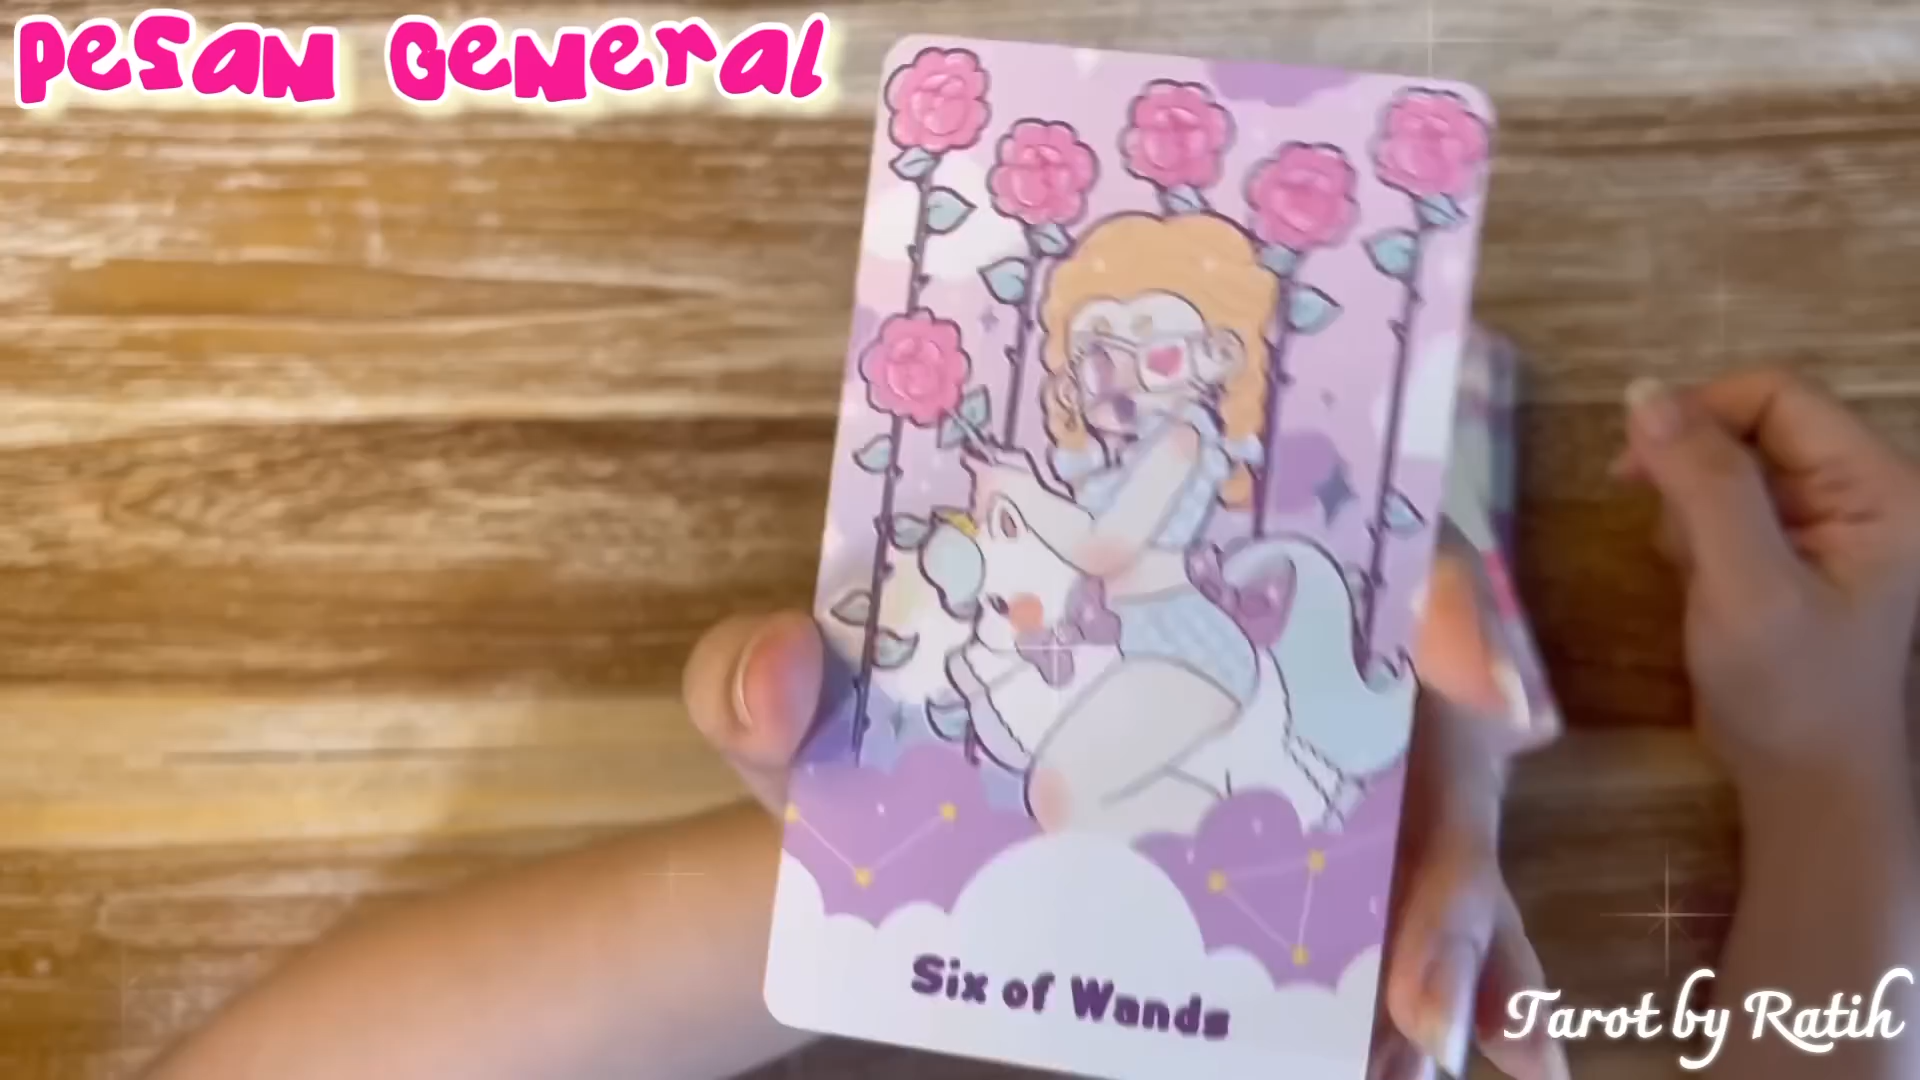 PESAN GENERAL
Six of Wands
Tarot by Ratih